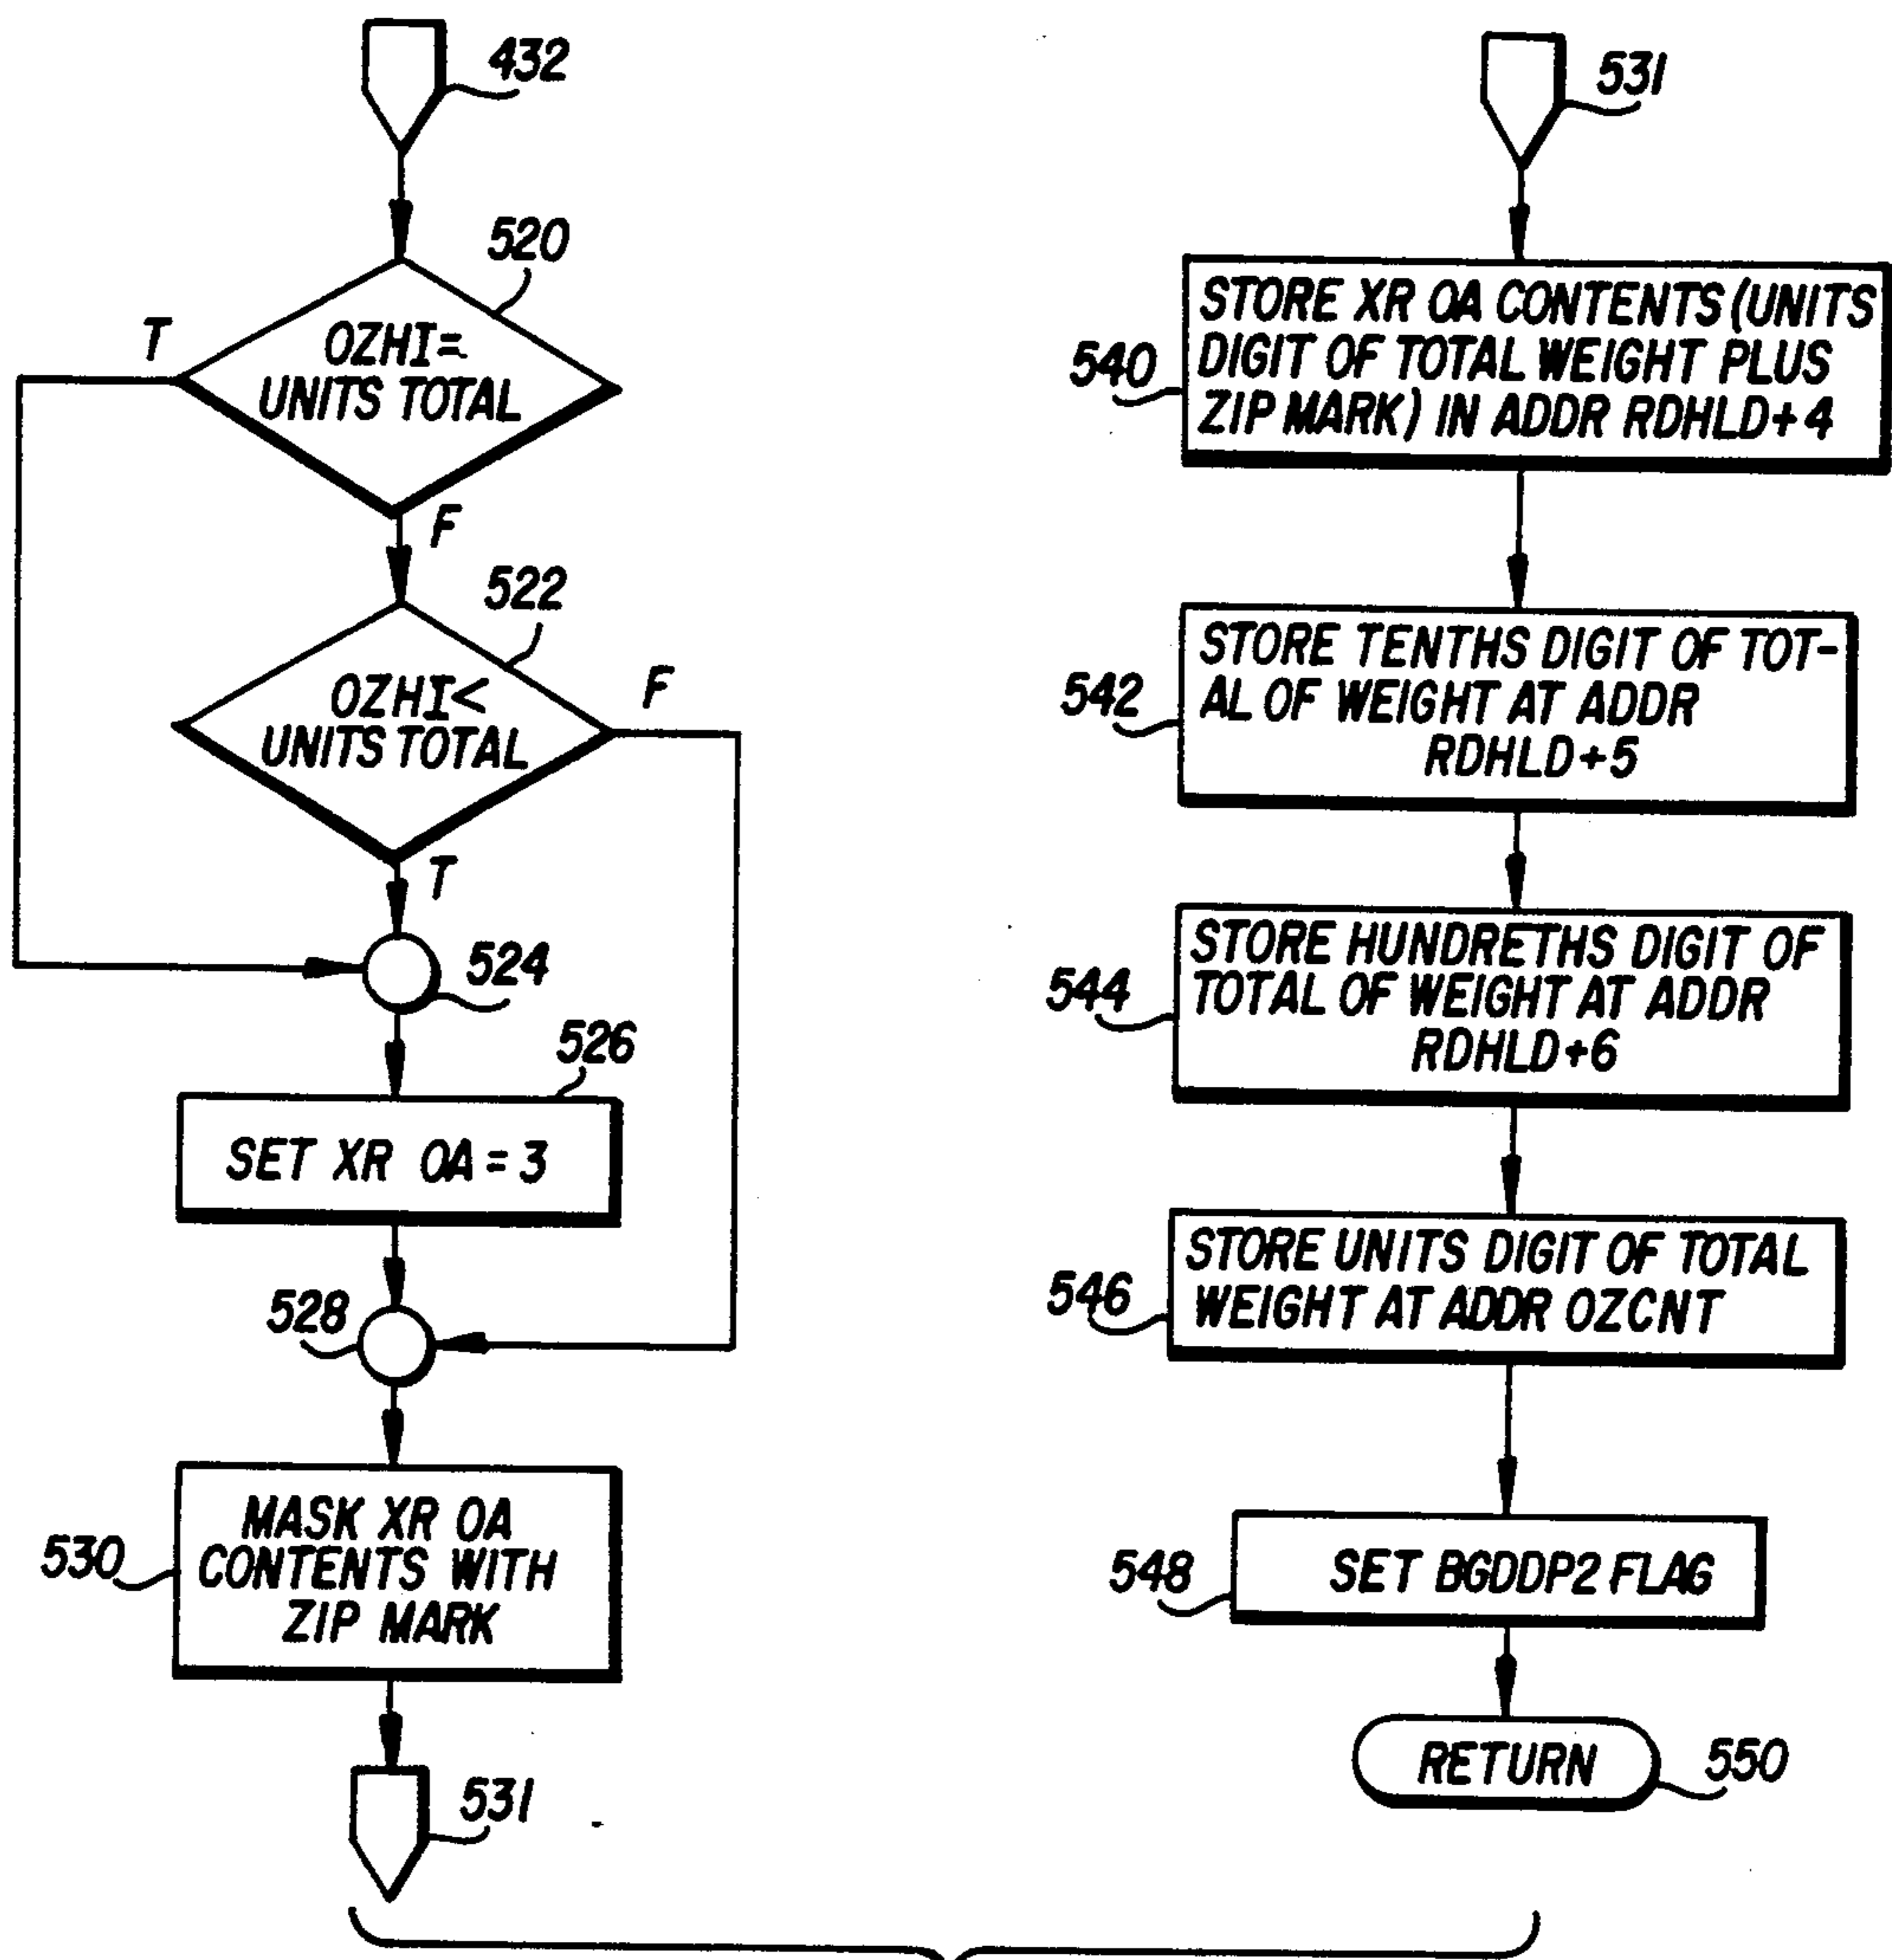 432
520
T
OZHI=
UNITS TOTAL
F
522
OZHI<
UNITS TOTAL
F
T
524
526
SET XR OA = 3
528
530
MASK XR OA
CONTENTS WITH
ZIP MARK
531
531
540
STORE XR OA CONTENTS (UNITS
DIGIT OF TOTAL WEIGHT PLUS
ZIP MARK) IN ADDR RDHLD+4
542
STORE TENTHS DIGIT OF TOT-
AL OF WEIGHT AT ADDR
RDHLD+5
544
STORE HUNDRETHS DIGIT OF
TOTAL OF WEIGHT AT ADDR
RDHLD+6
546
STORE UNITS DIGIT OF TOTAL
WEIGHT AT ADDR OZCNT
548
SET BGDDP2 FLAG
RETURN
550